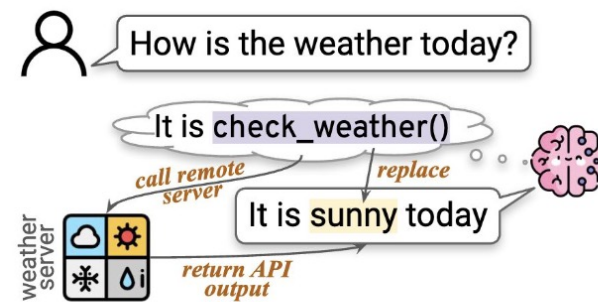 How is the weather today?
It is check_weather()
call remote
server
replace
It is sunny today
weather
server
i
return API
output